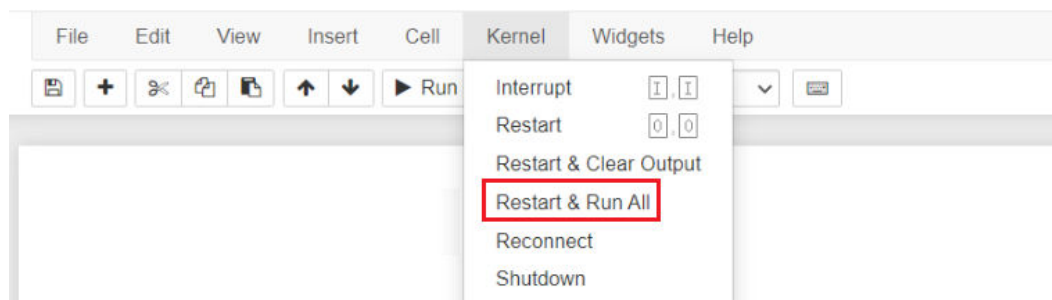 File Edit View Insert Cell Kernel Widgets Help
Run
Interrupt I , I
Restart 0 , 0
Restart & Clear Output
Restart & Run All
Reconnect
Shutdown